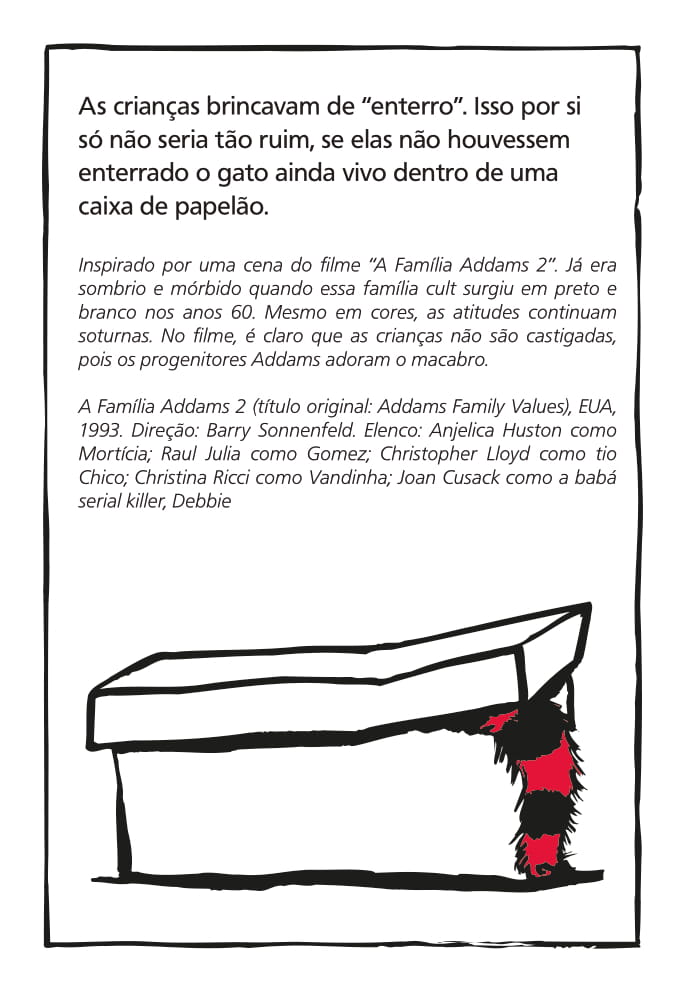 As crianças brincavam de “enterro”. Isso por si
só não seria tão ruim, se elas não houvessem
enterrado o gato ainda vivo dentro de uma
caixa de papelão.
Inspirado por uma cena do filme “A Família Addams 2”. Já era
sombrio e mórbido quando essa família cult surgiu em preto e
branco nos anos 60. Mesmo em cores, as atitudes continuam
soturnas. No filme, é claro que as crianças não são castigadas,
pois os progenitores Addams adoram o macabro.
A Família Addams 2 (título original: Addams Family Values), EUA,
1993. Direção: Barry Sonnenfeld. Elenco: Anjelica Huston como
Mortícia; Raul Julia como Gomez; Christopher Lloyd como tio
Chico; Christina Ricci como Vandinha; Joan Cusack como a babá
serial killer, Debbie